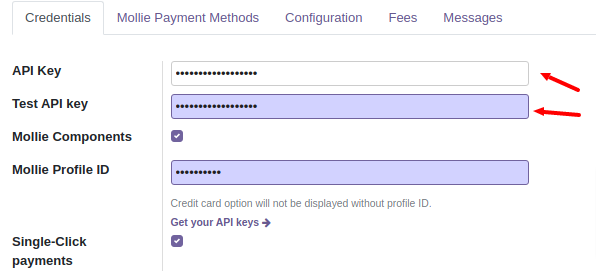 Credentials Mollie Payment Methods Configuration Fees Messages
API Key ••••••••••••••••••
Test API key ••••••••••••••••••
Mollie Components
Mollie Profile ID ••••••••••
Credit card option will not be displayed without profile ID.
Get your API keys →
Single-Click
payments